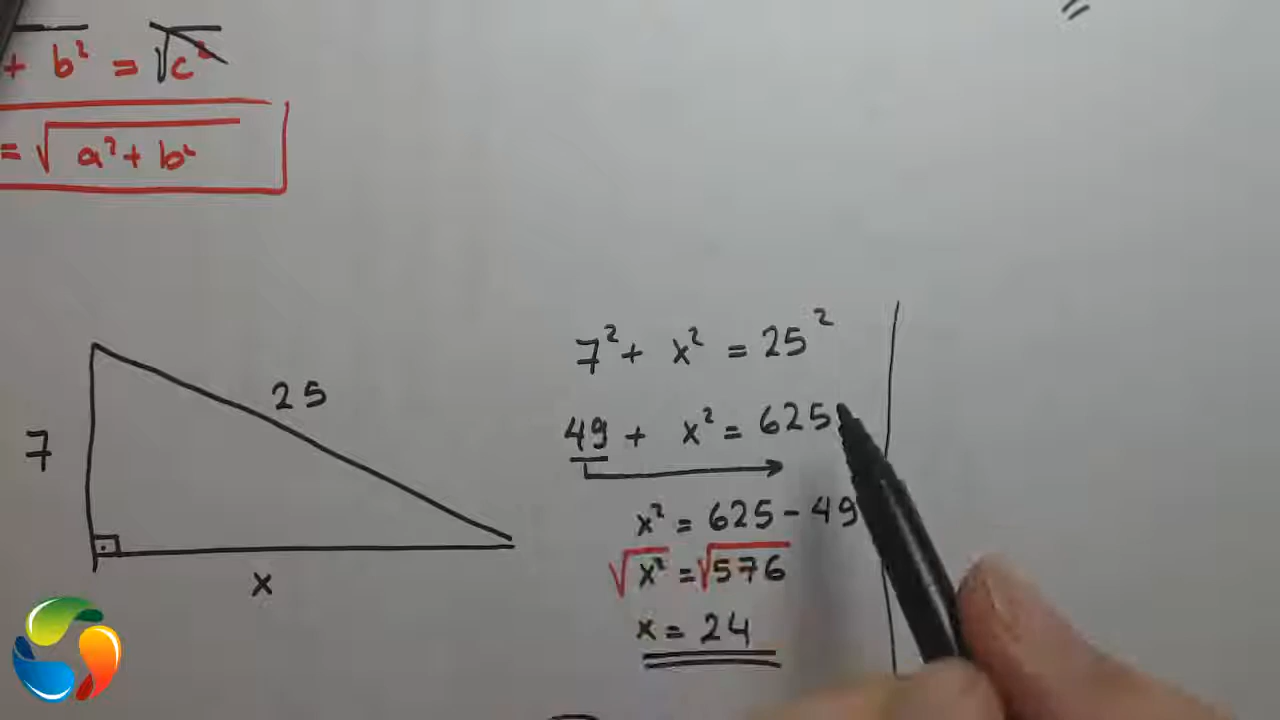 + b² = √c²
= √a² + b²
25
7
x
7² + x² = 25²
49 + x² = 625
x² = 625 - 49
√x² = √576
x = 24